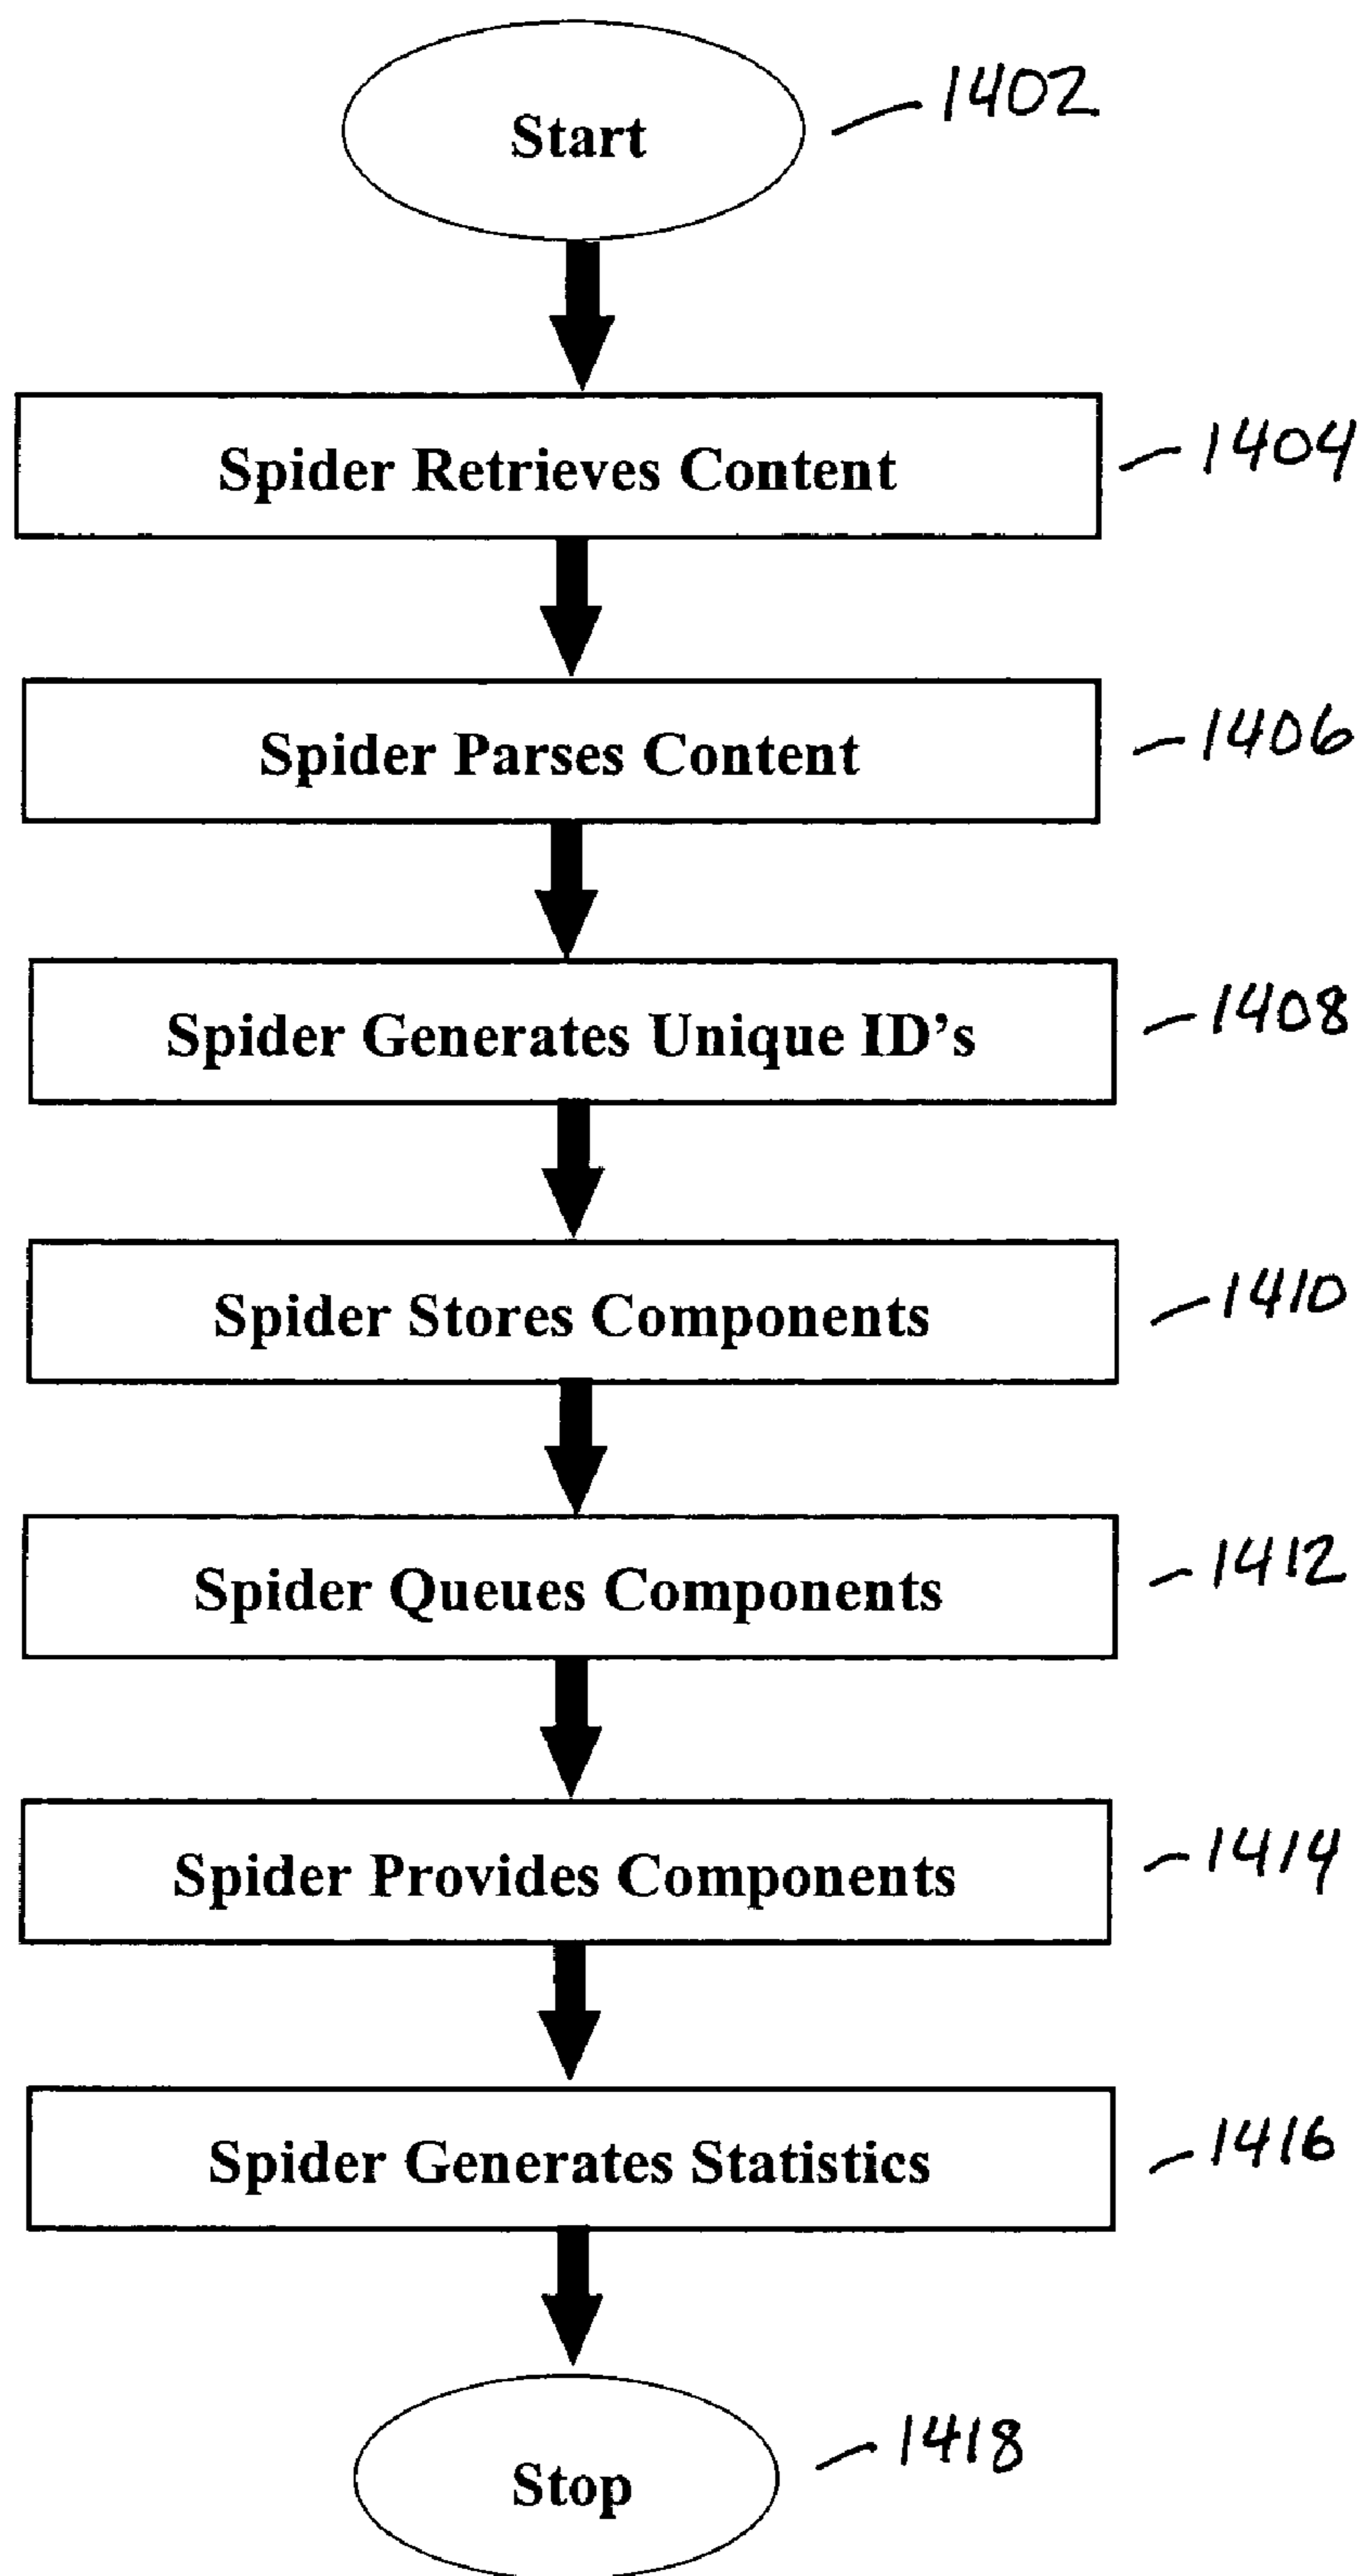 Start
1402
Spider Retrieves Content
1404
Spider Parses Content
1406
Spider Generates Unique ID’s
1408
Spider Stores Components
1410
Spider Queues Components
1412
Spider Provides Components
1414
Spider Generates Statistics
1416
Stop
1418